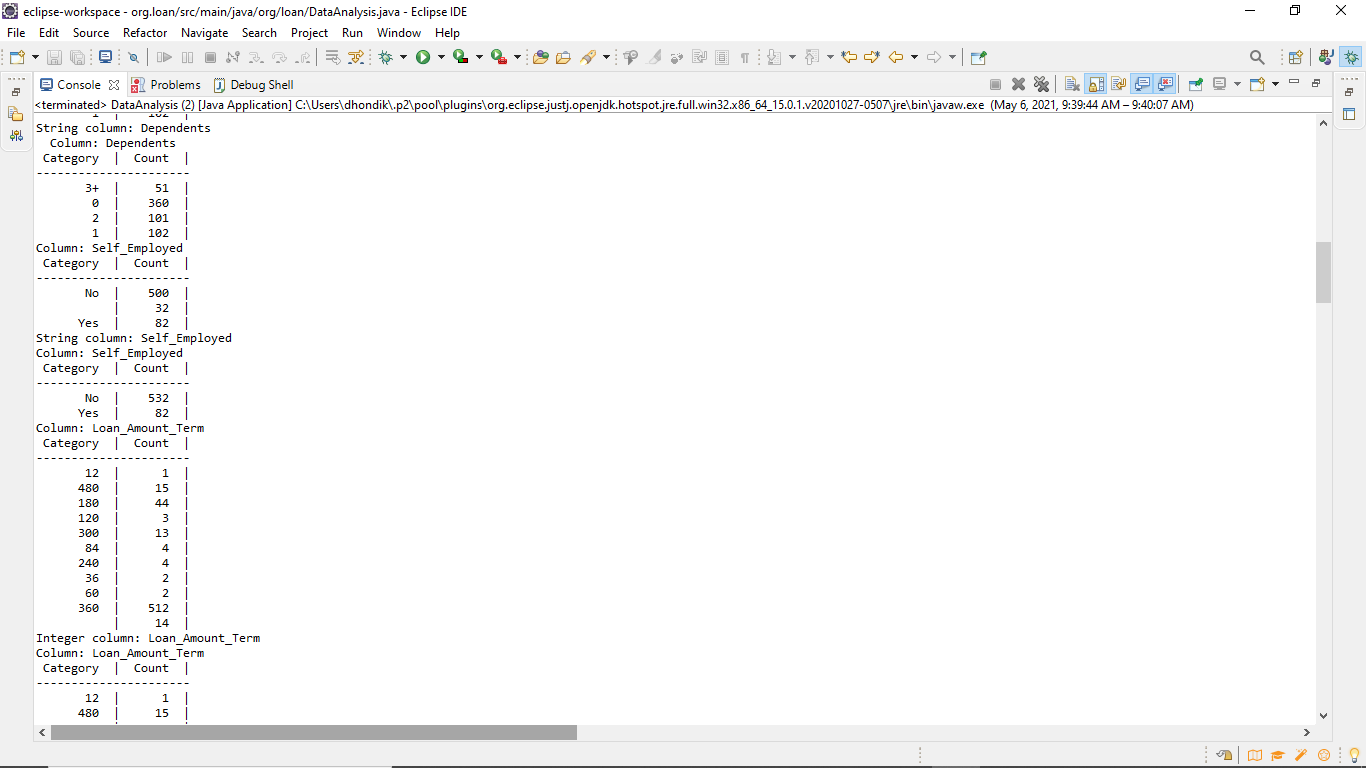 eclipse-workspace - org.loan/src/main/java/org/loan/DataAnalysis.java - Eclipse IDE
File Edit Source Refactor Navigate Search Project Run Window Help
Console Problems Debug Shell
<terminated> DataAnalysis (2) [Java Application] C:\Users\dhondik\.p2\pool\plugins\org.eclipse.justj.openjdk.hotspot.jre.full.win32.x86_64_15.0.1.v20201027-0507\jre\bin\javaw.exe (May 6, 2021, 9:39:44 AM – 9:40:07 AM)
1 | 102 |
String column: Dependents
Column: Dependents
Category | Count |
----------------------
3+ | 51 |
0 | 360 |
2 | 101 |
1 | 102 |
Column: Self_Employed
Category | Count |
----------------------
No | 500 |
| 32 |
Yes | 82 |
String column: Self_Employed
Column: Self_Employed
Category | Count |
----------------------
No | 532 |
Yes | 82 |
Column: Loan_Amount_Term
Category | Count |
----------------------
12 | 1 |
480 | 15 |
180 | 44 |
120 | 3 |
300 | 13 |
84 | 4 |
240 | 4 |
36 | 2 |
60 | 2 |
360 | 512 |
| 14 |
Integer column: Loan_Amount_Term
Column: Loan_Amount_Term
Category | Count |
----------------------
12 | 1 |
480 | 15 |